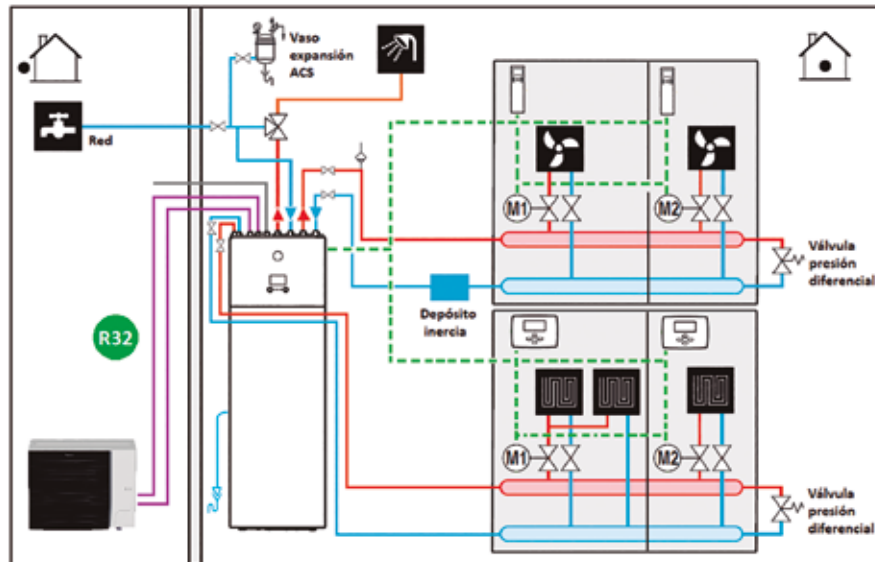 Vaso
expansión
ACS
Red
M1
M2
Válvula
presión
diferencial
Depósito
inercia
R32
M1
M2
Válvula
presión
diferencial